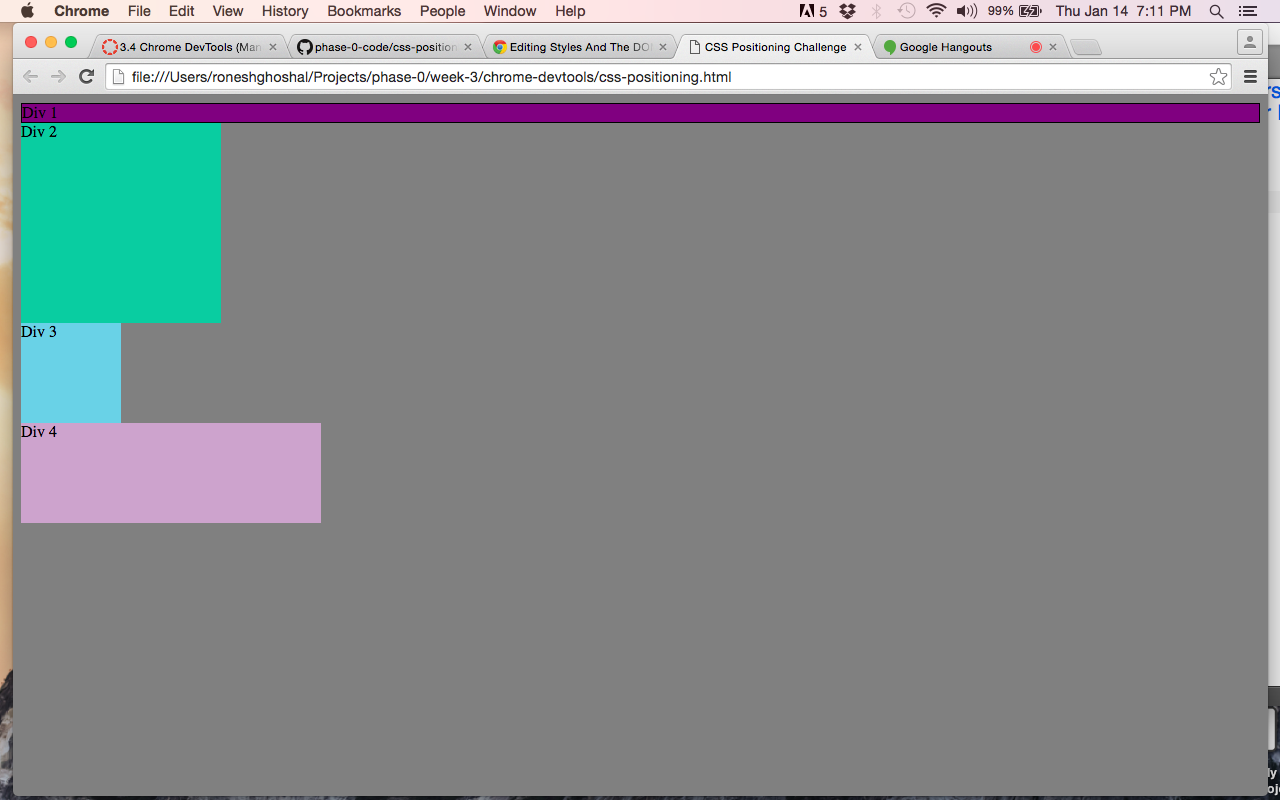 Chrome File Edit View History Bookmarks People Window Help 5 99% Thu Jan 14 7:11 PM
3.4 Chrome DevTools (Man phase-0-code/css-position Editing Styles And The DO CSS Positioning Challenge Google Hangouts
file:///Users/roneshghoshal/Projects/phase-0/week-3/chrome-devtools/css-positioning.html
Div 1
Div 2
Div 3
Div 4